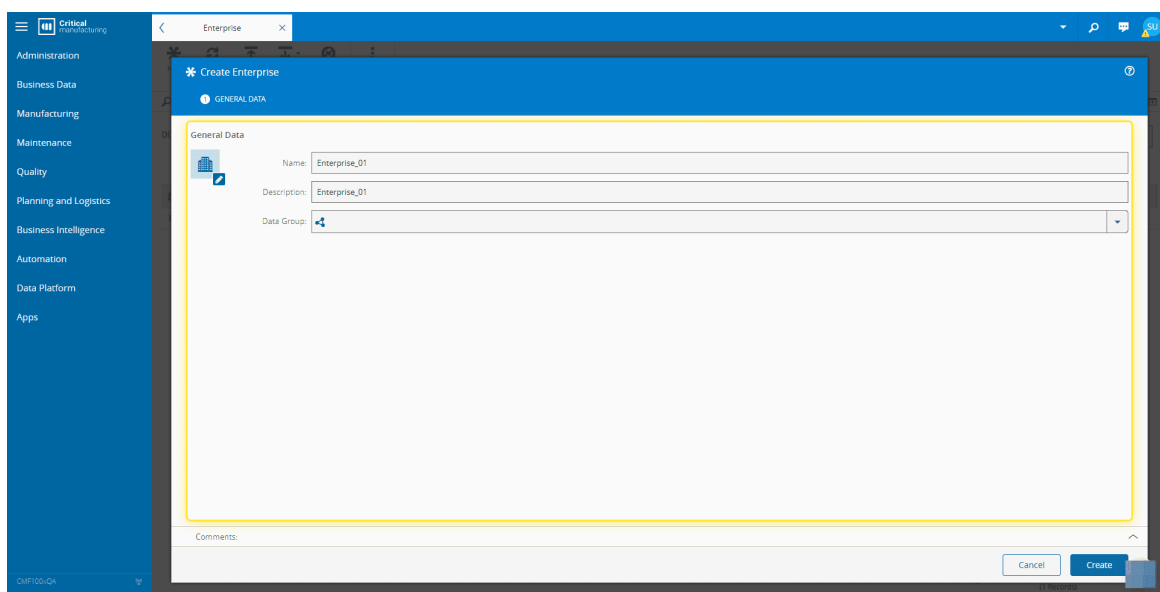 Critical
manufacturing
Enterprise
SU
Administration
Business Data
Manufacturing
Maintenance
Quality
Planning and Logistics
Business Intelligence
Automation
Data Platform
Apps
CMF100xQA
Create Enterprise
1 GENERAL DATA
General Data
Name: Enterprise_01
Description: Enterprise_01
Data Group:
Comments:
Cancel Create